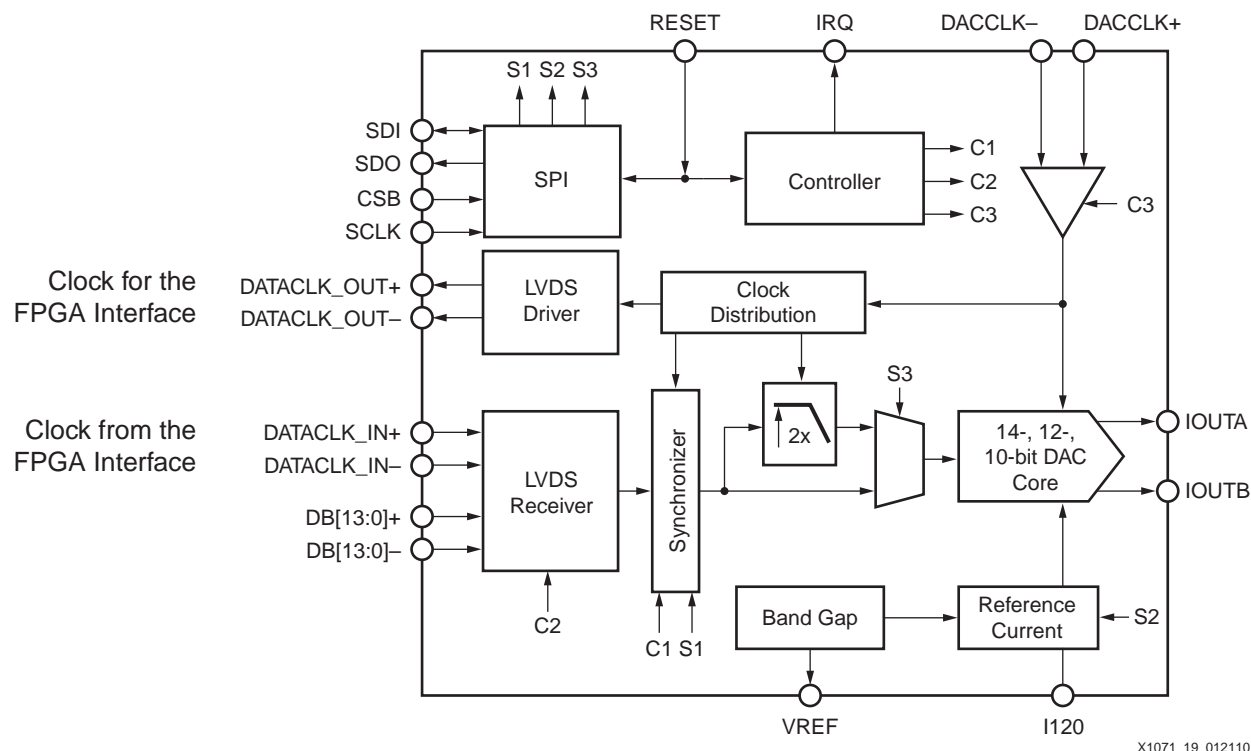 RESET
IRQ
DACCLK–
DACCLK+
S1 S2 S3
SDI
SDO
CSB
SCLK
SPI
Controller
C1
C2
C3
C3
Clock for the
FPGA Interface
DATACLK_OUT+
DATACLK_OUT–
LVDS
Driver
Clock
Distribution
Clock from the
FPGA Interface
DATACLK_IN+
DATACLK_IN–
DB[13:0]+
DB[13:0]–
LVDS
Receiver
Synchronizer
2x
S3
14-, 12-,
10-bit DAC
Core
IOUTA
IOUTB
C2
C1 S1
Band Gap
Reference
Current
S2
VREF
I120
X1071_19_012110